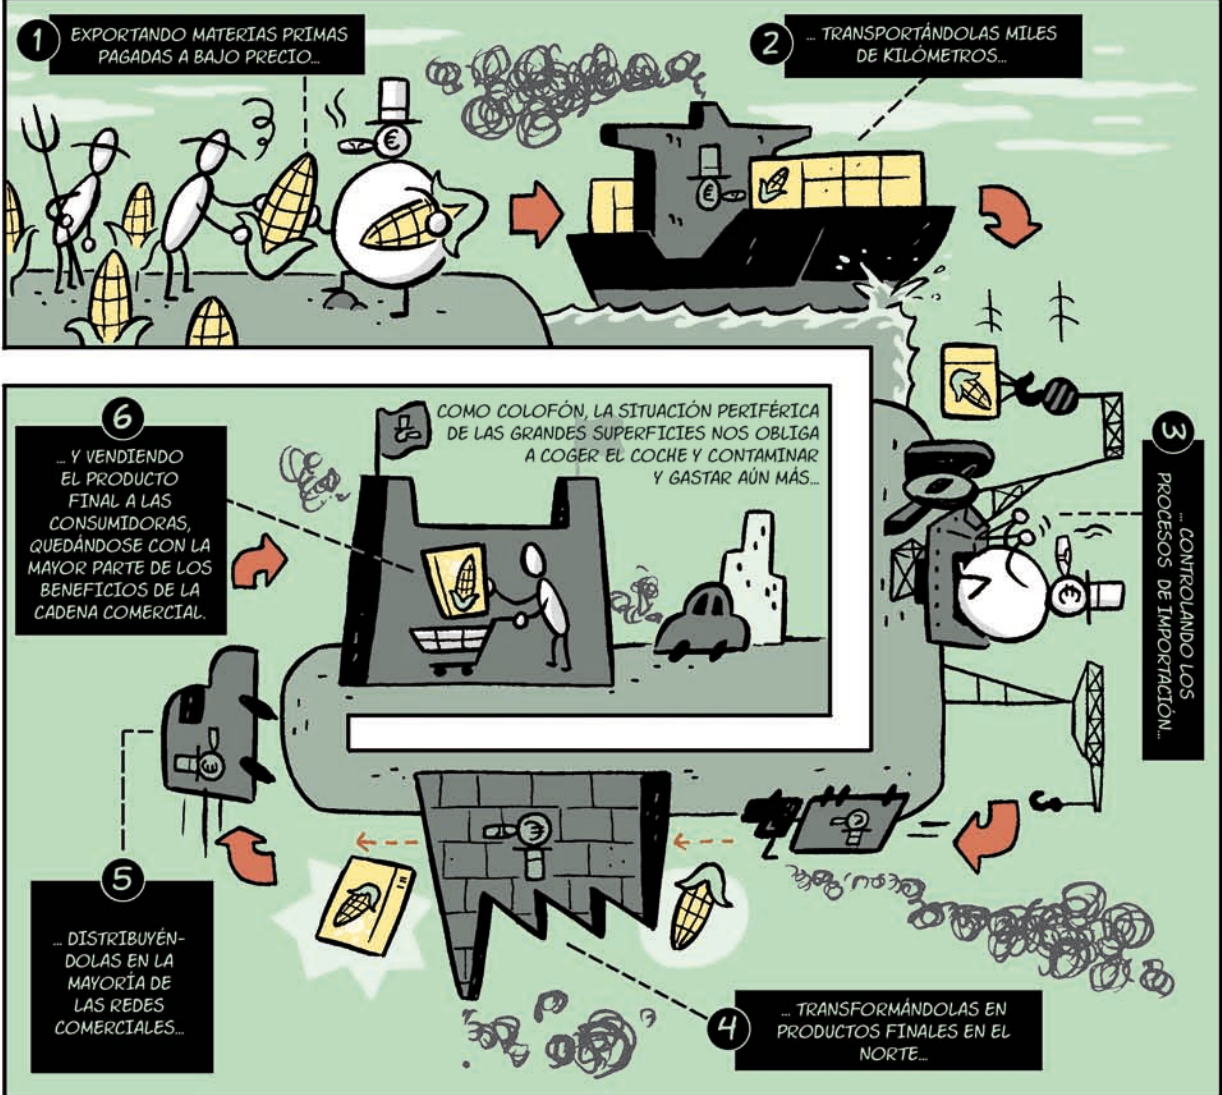 1
EXPORTANDO MATERIAS PRIMAS
PAGADAS A BAJO PRECIO...
2
... TRANSPORTÁNDOLAS MILES
DE KILÓMETROS...
3
... CONTROLANDO LOS
PROCESOS DE IMPORTACIÓN...
4
... TRANSFORMÁNDOLAS EN
PRODUCTOS FINALES EN EL
NORTE...
5
... DISTRIBUYÉN-
DOLAS EN LA
MAYORÍA DE
LAS REDES
COMERCIALES...
6
... Y VENDIENDO
EL PRODUCTO
FINAL A LAS
CONSUMIDORAS,
QUEDÁNDOSE CON LA
MAYOR PARTE DE LOS
BENEFICIOS DE LA
CADENA COMERCIAL.
COMO COLOFÓN, LA SITUACIÓN PERIFÉRICA
DE LAS GRANDES SUPERFICIES NOS OBLIGA
A COGER EL COCHE Y CONTAMINAR
Y GASTAR AÚN MÁS...